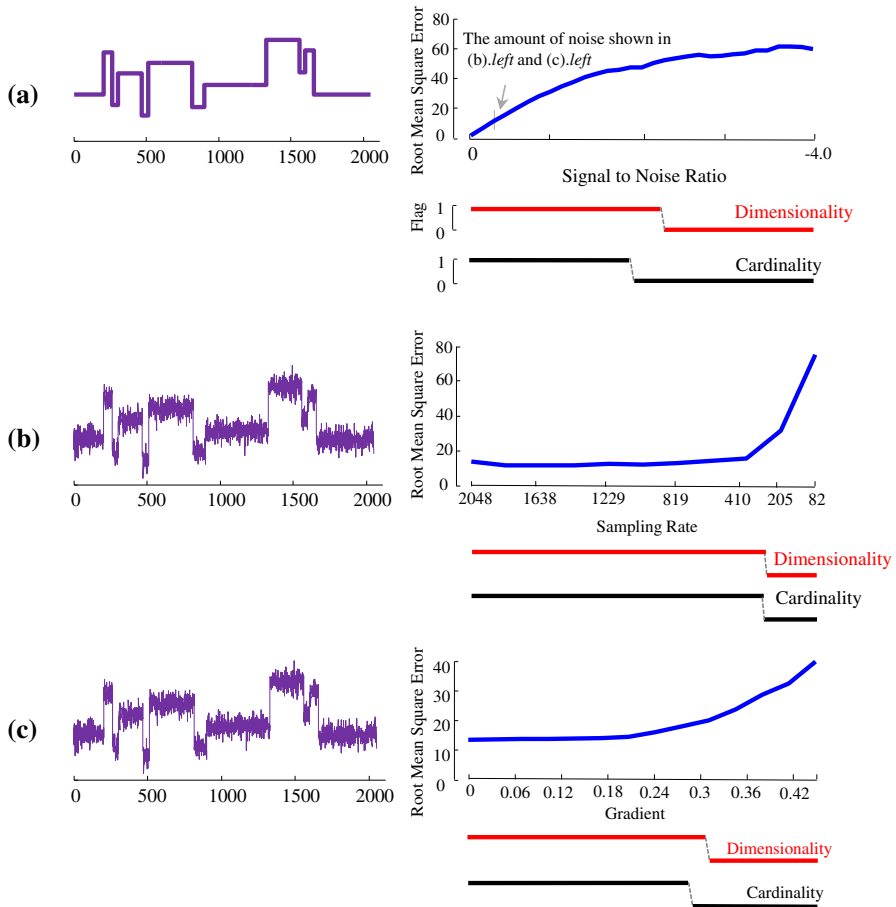 (a)
0 500 1000 1500 2000
Root Mean Square Error
80
60
40
20
0
The amount of noise shown in
(b).left and (c).left
0 -4.0
Signal to Noise Ratio
Flag
1
0
Dimensionality
1
0
Cardinality
(b)
0 500 1000 1500 2000
Root Mean Square Error
80
60
40
20
0
2048 1638 1229 819 410 205 82
Sampling Rate
Dimensionality
Cardinality
(c)
0 500 1000 1500 2000
Root Mean Square Error
40
30
20
10
0
0 0.06 0.12 0.18 0.24 0.3 0.36 0.42
Gradient
Dimensionality
Cardinality